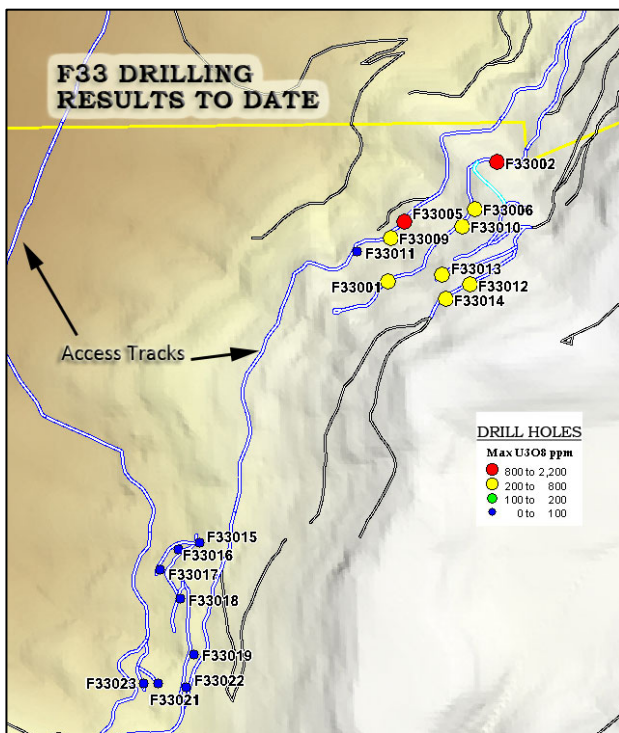 F33 DRILLING
RESULTS TO DATE
F33002
F33005
F33006
F33009
F33010
F33011
F33013
F33001
F33012
F33014
Access Tracks
DRILL HOLES
Max U3O8 ppm
800 to 2,200
200 to 800
100 to 200
0 to 100
F33015
F33016
F33017
F33018
F33019
F33023
F33021
F33022